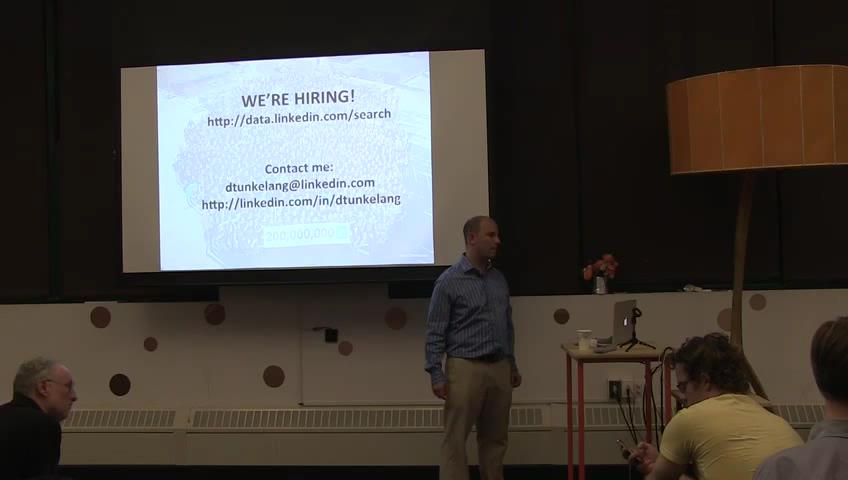 WE'RE HIRING!
http://data.linkedin.com/search
Contact me:
dtunkelang@linkedin.com
http://linkedin.com/in/dtunkelang
200,000,000